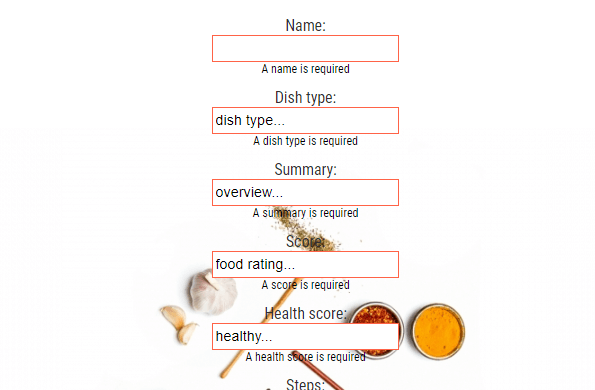 Name:
A name is required
Dish type:
dish type...
A dish type is required
Summary:
overview...
A summary is required
Score:
food rating...
A score is required
Health score:
healthy...
A health score is required
Steps: